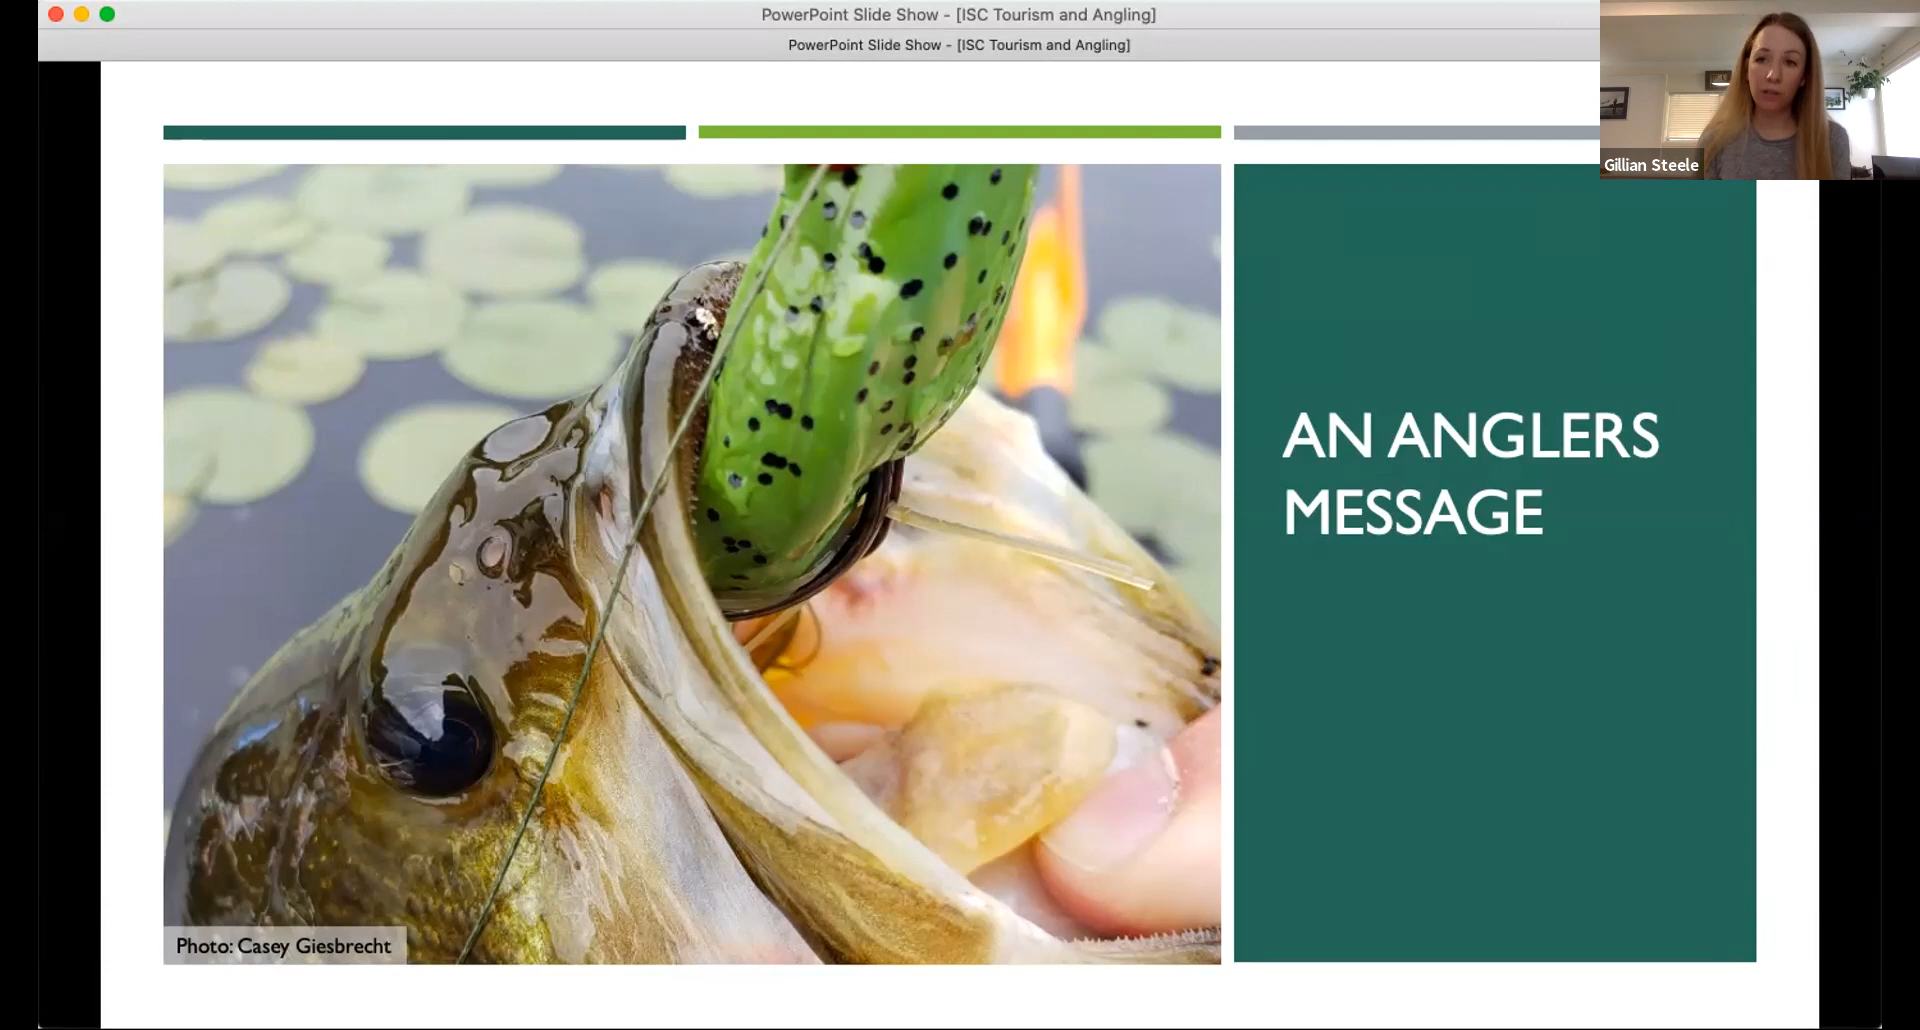 PowerPoint Slide Show - [ISC Tourism and Angling]
PowerPoint Slide Show - [ISC Tourism and Angling]
Gillian Steele
AN ANGLERS
MESSAGE
Photo: Casey Giesbrecht